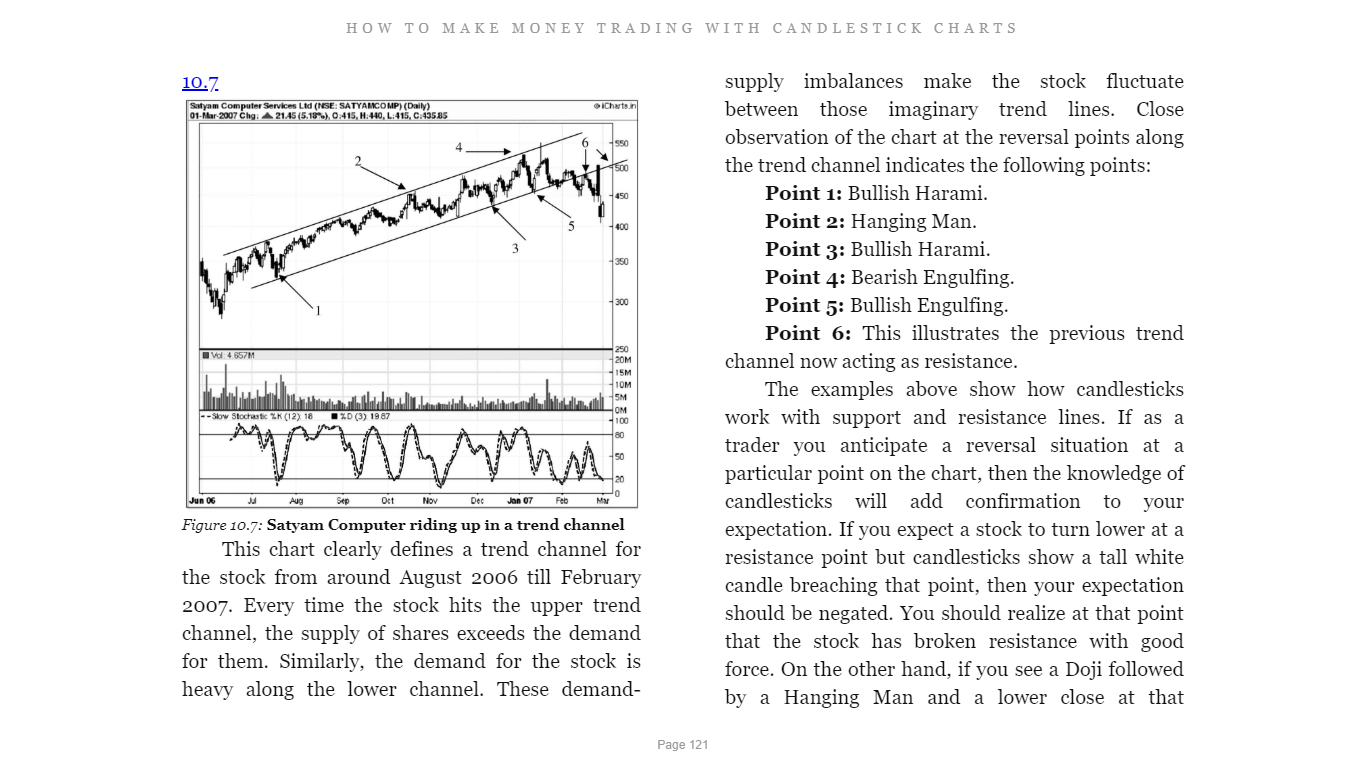 HOW TO MAKE MONEY TRADING WITH CANDLESTICK CHARTS
10.7
Satyam Computer Services Ltd (NSE: SATYAMCOMP) (Daily)
© iCharts.in
01-Mar-2007 Chg: ▲ 21.45 (5.18%), O:415, H:440, L:415, C:435.85
550
500
450
400
350
300
250
1
2
3
4
5
6
Vol: 4.657M
20M
15M
10M
5M
0M
Slow Stochastic %K (12): 18 %D (3) 19.87
100
80
50
20
0
Jun 06 Jul Aug Sep Oct Nov Dec Jan 07 Feb Mar
Figure 10.7: Satyam Computer riding up in a trend channel
This chart clearly defines a trend channel for
the stock from around August 2006 till February
2007. Every time the stock hits the upper trend
channel, the supply of shares exceeds the demand
for them. Similarly, the demand for the stock is
heavy along the lower channel. These demand-
supply imbalances make the stock fluctuate
between those imaginary trend lines. Close
observation of the chart at the reversal points along
the trend channel indicates the following points:
Point 1: Bullish Harami.
Point 2: Hanging Man.
Point 3: Bullish Harami.
Point 4: Bearish Engulfing.
Point 5: Bullish Engulfing.
Point 6: This illustrates the previous trend
channel now acting as resistance.
The examples above show how candlesticks
work with support and resistance lines. If as a
trader you anticipate a reversal situation at a
particular point on the chart, then the knowledge of
candlesticks will add confirmation to your
expectation. If you expect a stock to turn lower at a
resistance point but candlesticks show a tall white
candle breaching that point, then your expectation
should be negated. You should realize at that point
that the stock has broken resistance with good
force. On the other hand, if you see a Doji followed
by a Hanging Man and a lower close at that
Page 121